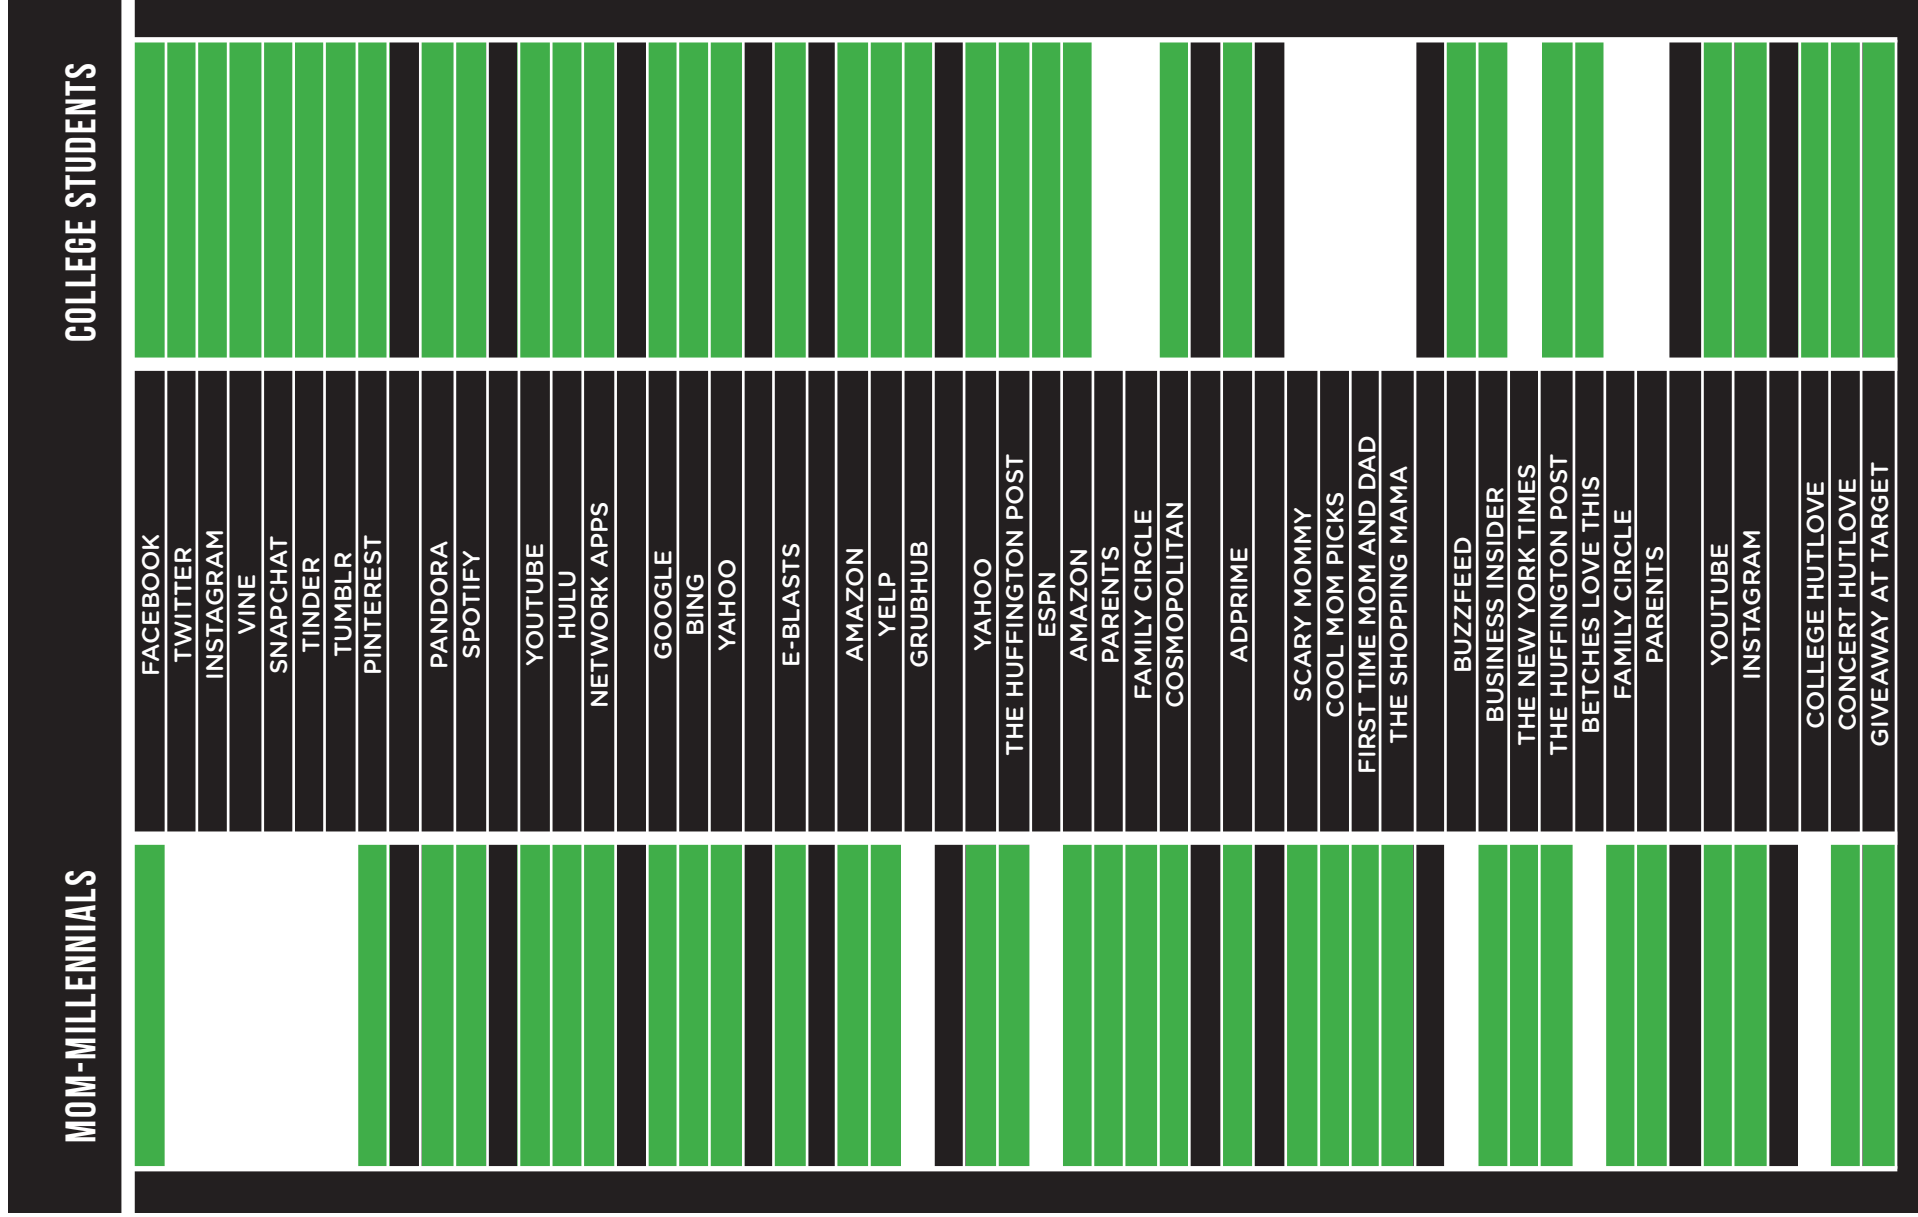 COLLEGE STUDENTS
FACEBOOK
TWITTER
INSTAGRAM
VINE
SNAPCHAT
TINDER
TUMBLR
PINTEREST
PANDORA
SPOTIFY
YOUTUBE
HULU
NETWORK APPS
GOOGLE
BING
YAHOO
E-BLASTS
AMAZON
YELP
GRUBHUB
YAHOO
THE HUFFINGTON POST
ESPN
AMAZON
PARENTS
FAMILY CIRCLE
COSMOPOLITAN
ADPRIME
SCARY MOMMY
COOL MOM PICKS
FIRST TIME MOM AND DAD
THE SHOPPING MAMA
BUZZFEED
BUSINESS INSIDER
THE NEW YORK TIMES
THE HUFFINGTON POST
BETCHES LOVE THIS
FAMILY CIRCLE
PARENTS
YOUTUBE
INSTAGRAM
COLLEGE HUTLOVE
CONCERT HUTLOVE
GIVEAWAY AT TARGET
MOM-MILLENNIALS